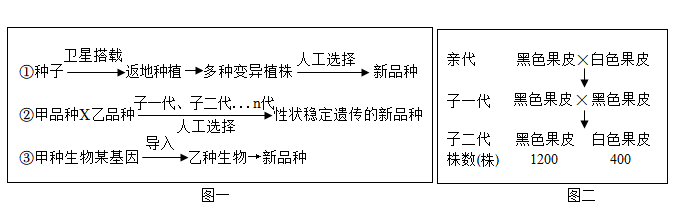 卫星搭载 人工选择
①种子 返地种植 多种变异植株 新品种
子一代、子二代...n代
②甲品种X乙品种 性状稳定遗传的新品种
人工选择
导入
③甲种生物某基因 乙种生物 新品种
图一
亲代 黑色果皮×白色果皮
子一代 黑色果皮×黑色果皮
子二代 黑色果皮 白色果皮
株数(株) 1200 400
图二